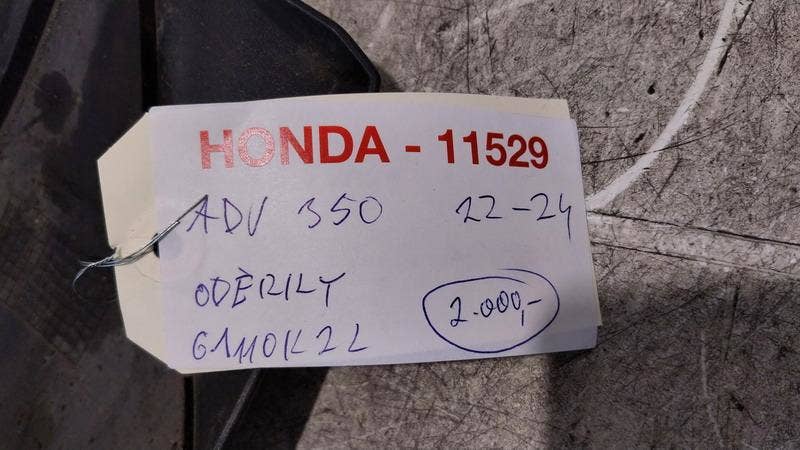 HONDA - 11529
ADV 350 22-24
ODĚRKY
61110K2L
2.000,-